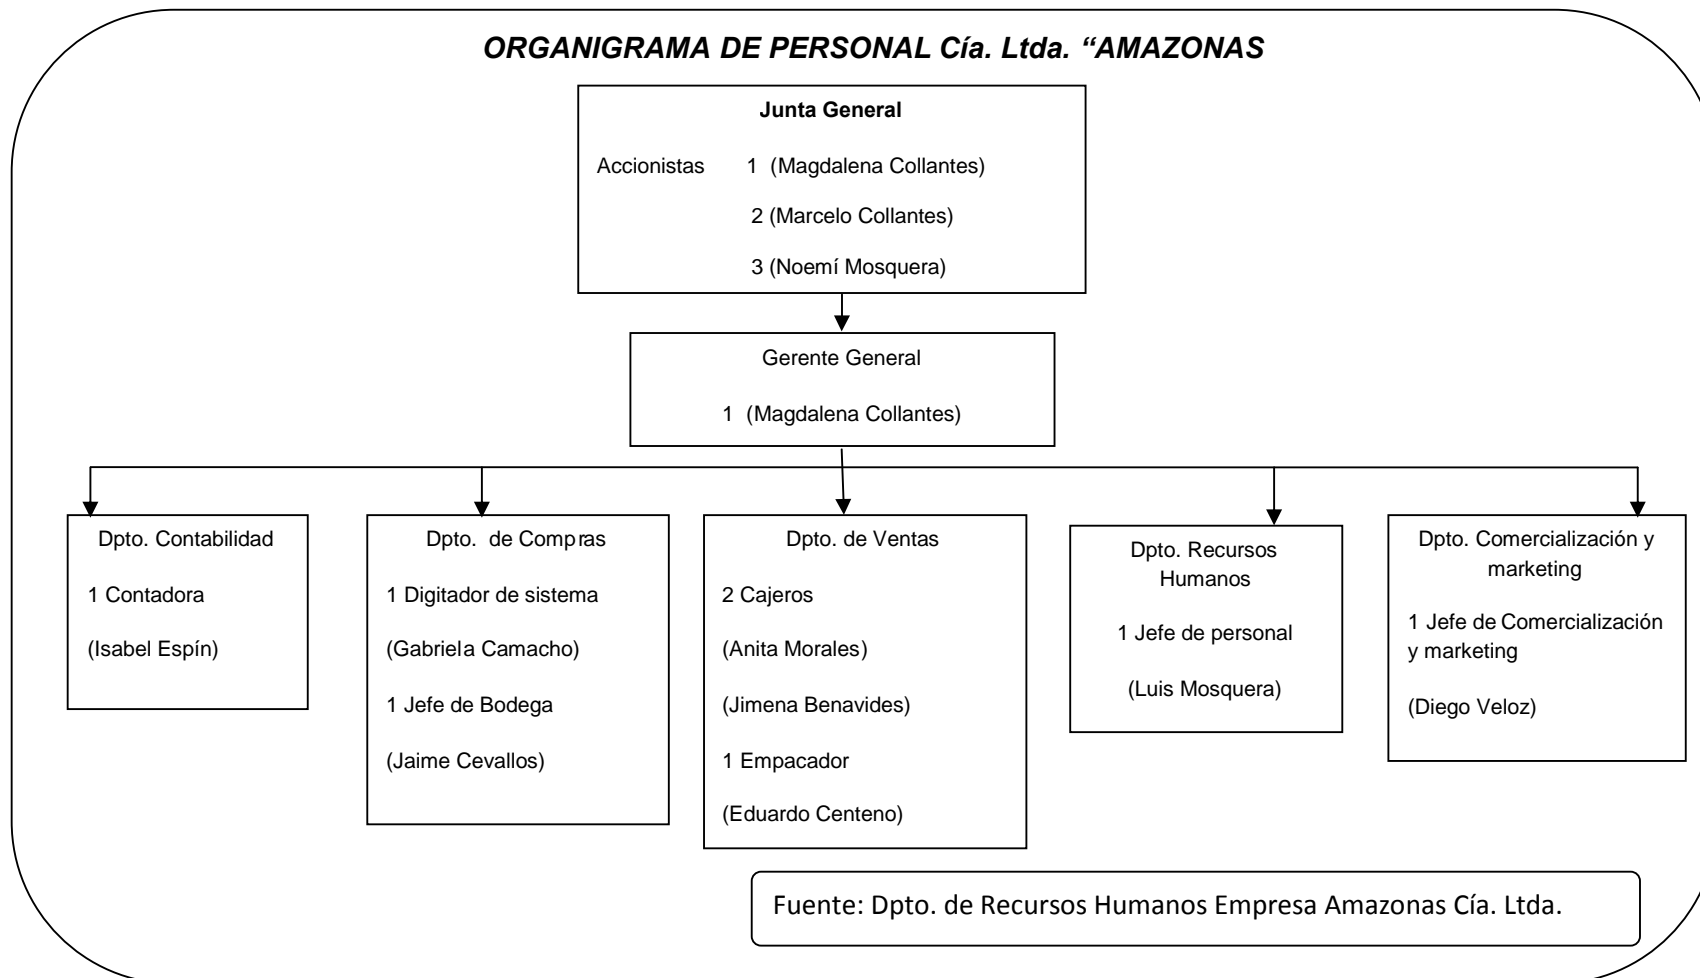 ORGANIGRAMA DE PERSONAL Cía. Ltda. “AMAZONAS
Junta General
Accionistas 1 (Magdalena Collantes)
2 (Marcelo Collantes)
3 (Noemí Mosquera)
Gerente General
1 (Magdalena Collantes)
Dpto. Contabilidad
1 Contadora
(Isabel Espín)
Dpto. de Compras
1 Digitador de sistema
(Gabriela Camacho)
1 Jefe de Bodega
(Jaime Cevallos)
Dpto. de Ventas
2 Cajeros
(Anita Morales)
(Jimena Benavides)
1 Empacador
(Eduardo Centeno)
Dpto. Recursos
Humanos
1 Jefe de personal
(Luis Mosquera)
Dpto. Comercialización y
marketing
1 Jefe de Comercialización
y marketing
(Diego Veloz)
Fuente: Dpto. de Recursos Humanos Empresa Amazonas Cía. Ltda.